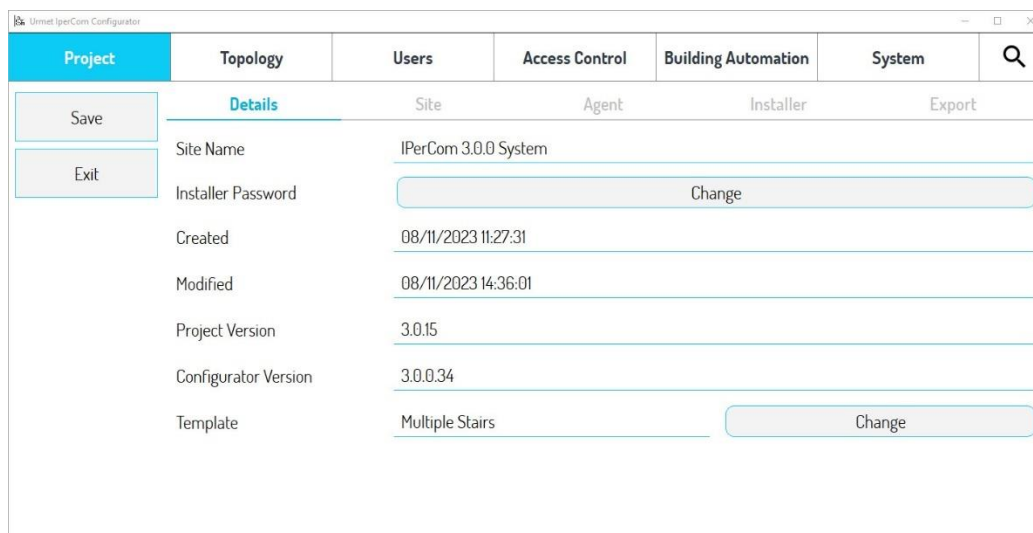 Urmet IperCom Configurator
Project Topology Users Access Control Building Automation System
Save
Exit
Details Site Agent Installer Export
Site Name IPerCom 3.0.0 System
Installer Password Change
Created 08/11/2023 11:27:31
Modified 08/11/2023 14:36:01
Project Version 3.0.15
Configurator Version 3.0.0.34
Template Multiple Stairs Change